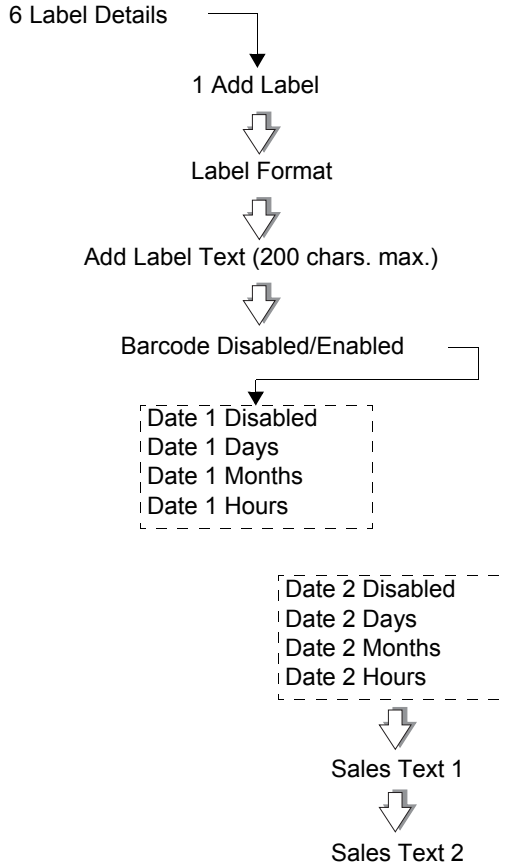 6 Label Details
1 Add Label
Label Format
Add Label Text (200 chars. max.)
Barcode Disabled/Enabled
Date 1 Disabled
Date 1 Days
Date 1 Months
Date 1 Hours
Date 2 Disabled
Date 2 Days
Date 2 Months
Date 2 Hours
Sales Text 1
Sales Text 2